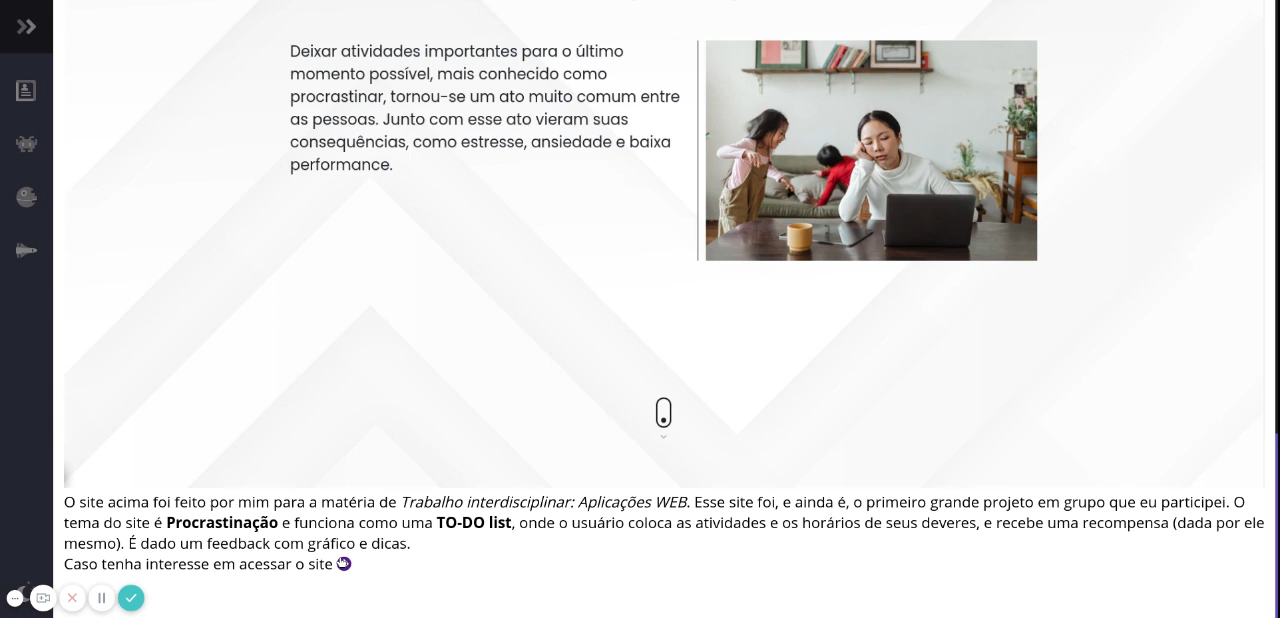 Deixar atividades importantes para o último
momento possível, mais conhecido como
procrastinar, tornou-se um ato muito comum entre
as pessoas. Junto com esse ato vieram suas
consequências, como estresse, ansiedade e baixa
performance.
O site acima foi feito por mim para a matéria de Trabalho interdisciplinar: Aplicações WEB. Esse site foi, e ainda é, o primeiro grande projeto em grupo que eu participei. O
tema do site é Procrastinação e funciona como uma TO-DO list, onde o usuário coloca as atividades e os horários de seus deveres, e recebe uma recompensa (dada por ele
mesmo). É dado um feedback com gráfico e dicas.
Caso tenha interesse em acessar o site